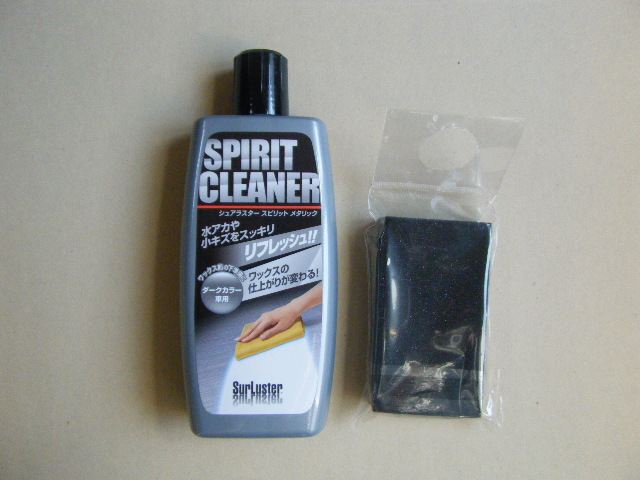 SPIRIT
CLEANER
シュアラスター スピリット メタリック
水アカや
小キズをスッキリ
リフレッシュ!!
ワックスの
仕上がりが変わる!
ダークカラー
車用
SurLuster